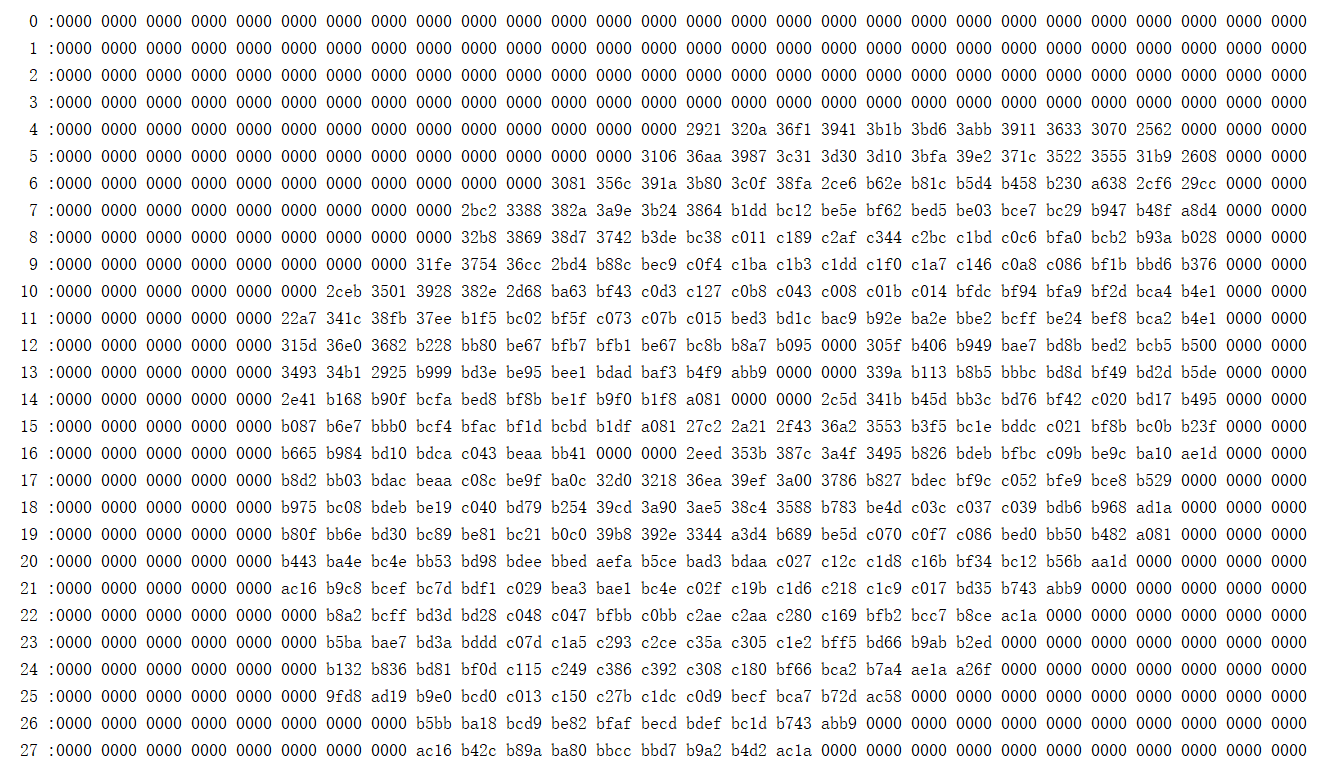 0 :0000 0000 0000 0000 0000 0000 0000 0000 0000 0000 0000 0000 0000 0000 0000 0000 0000 0000 0000 0000 0000 0000 0000 0000 0000 0000 0000 0000
1 :0000 0000 0000 0000 0000 0000 0000 0000 0000 0000 0000 0000 0000 0000 0000 0000 0000 0000 0000 0000 0000 0000 0000 0000 0000 0000 0000 0000
2 :0000 0000 0000 0000 0000 0000 0000 0000 0000 0000 0000 0000 0000 0000 0000 0000 0000 0000 0000 0000 0000 0000 0000 0000 0000 0000 0000 0000
3 :0000 0000 0000 0000 0000 0000 0000 0000 0000 0000 0000 0000 0000 0000 0000 0000 0000 0000 0000 0000 0000 0000 0000 0000 0000 0000 0000 0000
4 :0000 0000 0000 0000 0000 0000 0000 0000 0000 0000 0000 0000 0000 0000 2921 320a 36f1 3941 3b1b 3bd6 3abb 3911 3633 3070 2562 0000 0000 0000
5 :0000 0000 0000 0000 0000 0000 0000 0000 0000 0000 0000 0000 0000 3106 36aa 3987 3c31 3d30 3d10 3bfa 39e2 371c 3522 3555 31b9 2608 0000 0000
6 :0000 0000 0000 0000 0000 0000 0000 0000 0000 0000 0000 3081 356c 391a 3b80 3c0f 38fa 2ce6 b62e b81c b5d4 b458 b230 a638 2cf6 29cc 0000 0000
7 :0000 0000 0000 0000 0000 0000 0000 0000 0000 2bc2 3388 382a 3a9e 3b24 3864 b1dd bc12 be5e bf62 bed5 be03 bce7 bc29 b947 b48f a8d4 0000 0000
8 :0000 0000 0000 0000 0000 0000 0000 0000 0000 32b8 3869 38d7 3742 b3de bc38 c011 c189 c2af c344 c2bc c1bd c0c6 bfa0 bcb2 b93a b028 0000 0000
9 :0000 0000 0000 0000 0000 0000 0000 0000 31fe 3754 36cc 2bd4 b88c bec9 c0f4 c1ba c1b3 c1dd c1f0 c1a7 c146 c0a8 c086 bf1b bbd6 b376 0000 0000
10 :0000 0000 0000 0000 0000 0000 2ceb 3501 3928 382e 2d68 ba63 bf43 c0d3 c127 c0b8 c043 c008 c01b c014 bfdc bf94 bfa9 bf2d bca4 b4e1 0000 0000
11 :0000 0000 0000 0000 0000 22a7 341c 38fb 37ee b1f5 bc02 bf5f c073 c07b c015 bed3 bd1c bac9 b92e ba2e bbe2 bcff be24 bef8 bca2 b4e1 0000 0000
12 :0000 0000 0000 0000 0000 315d 36e0 3682 b228 bb80 be67 bfb7 bfb1 be67 bc8b b8a7 b095 0000 305f b406 b949 bae7 bd8b bed2 bcb5 b500 0000 0000
13 :0000 0000 0000 0000 0000 3493 34b1 2925 b999 bd3e be95 bee1 bdad baf3 b4f9 abb9 0000 0000 339a b113 b8b5 bbbc bd8d bf49 bd2d b5de 0000 0000
14 :0000 0000 0000 0000 0000 2e41 b168 b90f bcfa bed8 bf8b be1f b9f0 b1f8 a081 0000 0000 2c5d 341b b45d bb3c bd76 bf42 c020 bd17 b495 0000 0000
15 :0000 0000 0000 0000 0000 b087 b6e7 bbb0 bcf4 bfac bf1d bcbd b1df a081 27c2 2a21 2f43 36a2 3553 b3f5 bc1e bddc c021 bf8b bc0b b23f 0000 0000
16 :0000 0000 0000 0000 0000 b665 b984 bd10 bdca c043 beaa bb41 0000 0000 2eed 353b 387c 3a4f 3495 b826 bdeb bfbc c09b be9c ba10 ae1d 0000 0000
17 :0000 0000 0000 0000 0000 b8d2 bb03 bdac beaa c08c be9f ba0c 32d0 3218 36ea 39ef 3a00 3786 b827 bdec bf9c c052 bfe9 bce8 b529 0000 0000 0000
18 :0000 0000 0000 0000 0000 b975 bc08 bdeb be19 c040 bd79 b254 39cd 3a90 3ae5 38c4 3588 b783 be4d c03c c037 c039 bdb6 b968 ad1a 0000 0000 0000
19 :0000 0000 0000 0000 0000 b80f bb6e bd30 bc89 be81 bc21 b0c0 39b8 392e 3344 a3d4 b689 be5d c070 c0f7 c086 bed0 bb50 b482 a081 0000 0000 0000
20 :0000 0000 0000 0000 0000 b443 ba4e bc4e bb53 bd98 bdee bbed aefa b5ce bad3 bdaa c027 c12c c1d8 c16b bf34 bc12 b56b aa1d 0000 0000 0000 0000
21 :0000 0000 0000 0000 0000 ac16 b9c8 bcef bc7d bdf1 c029 bea3 bae1 bc4e c02f c19b c1d6 c218 c1c9 c017 bd35 b743 abb9 0000 0000 0000 0000 0000
22 :0000 0000 0000 0000 0000 0000 b8a2 bcff bd3d bd28 c048 c047 bfbb c0bb c2ae c2aa c280 c169 bfb2 bcc7 b8ce ac1a 0000 0000 0000 0000 0000 0000
23 :0000 0000 0000 0000 0000 0000 b5ba bae7 bd3a bddd c07d c1a5 c293 c2ce c35a c305 c1e2 bff5 bd66 b9ab b2ed 0000 0000 0000 0000 0000 0000 0000
24 :0000 0000 0000 0000 0000 0000 b132 b836 bd81 bf0d c115 c249 c386 c392 c308 c180 bf66 bca2 b7a4 ae1a a26f 0000 0000 0000 0000 0000 0000 0000
25 :0000 0000 0000 0000 0000 0000 9fd8 ad19 b9e0 bcd0 c013 c150 c27b c1dc c0d9 becf bca7 b72d ac58 0000 0000 0000 0000 0000 0000 0000 0000 0000
26 :0000 0000 0000 0000 0000 0000 0000 0000 b5bb ba18 bcd9 be82 bfaf becd bdef bc1d b743 abb9 0000 0000 0000 0000 0000 0000 0000 0000 0000 0000
27 :0000 0000 0000 0000 0000 0000 0000 0000 ac16 b42c b89a ba80 bbcc bbd7 b9a2 b4d2 ac1a 0000 0000 0000 0000 0000 0000 0000 0000 0000 0000 0000